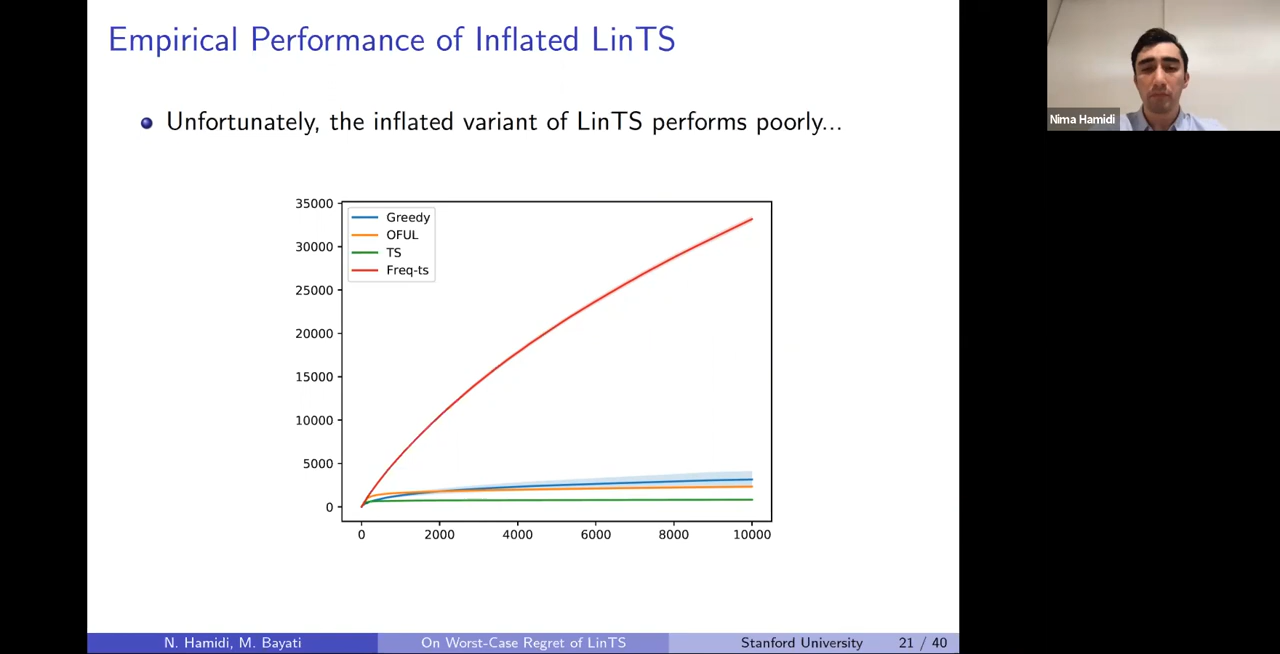 Empirical Performance of Inflated LinTS
Unfortunately, the inflated variant of LinTS performs poorly...
35000
30000
25000
20000
15000
10000
5000
0
Greedy
OFUL
TS
Freq-ts
0 2000 4000 6000 8000 10000
N. Hamidi, M. Bayati On Worst-Case Regret of LinTS Stanford University 21 / 40
Nima Hamidi